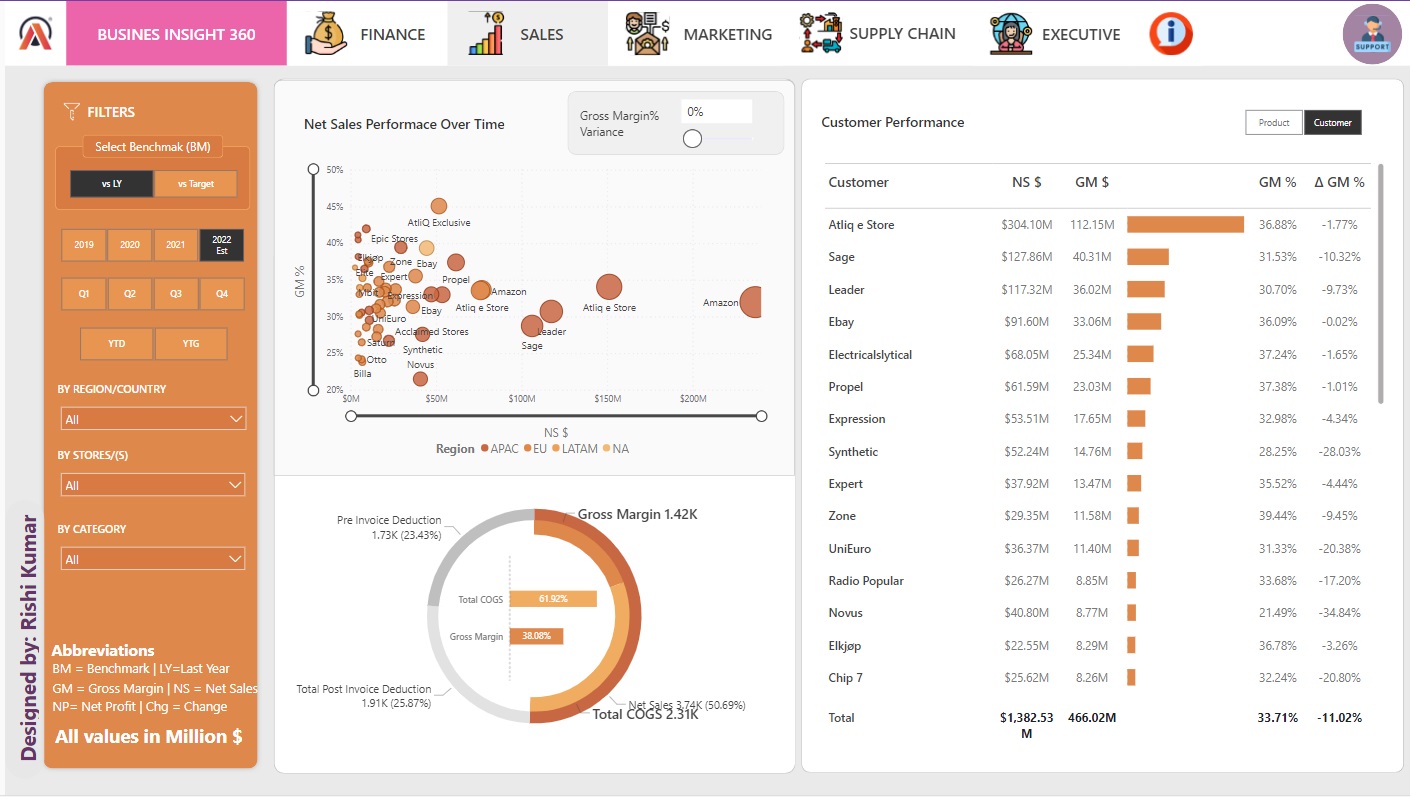 BUSINES INSIGHT 360
FINANCE
SALES
MARKETING
SUPPLY CHAIN
EXECUTIVE
i
SUPPORT
FILTERS
Select Benchmak (BM)
vs LY
vs Target
2019
2020
2021
2022
Est
Q1
Q2
Q3
Q4
YTD
YTG
BY REGION/COUNTRY
All
BY STORES/(S)
All
BY CATEGORY
All
Abbreviations
BM = Benchmark | LY=Last Year
GM = Gross Margin | NS = Net Sales
NP= Net Profit | Chg = Change
All values in Million $
Designed by: Rishi Kumar
Net Sales Performace Over Time
Gross Margin%
Variance
0%
50%
45%
40%
35%
30%
25%
20%
GM %
AtliQ Exclusive
Epic Stores
Elkjøp
Zone
Ebay
Elite
Expert
Propel
Mbit
Expression
Amazon
Ebay
Atliq e Store
Atliq e Store
Amazon
UniEuro
Acclaimed Stores
Leader
Saturn
Synthetic
Sage
Otto
Novus
Billa
$0M
$50M
$100M
$150M
$200M
NS $
Region
APAC
EU
LATAM
NA
Pre Invoice Deduction
1.73K (23.43%)
Gross Margin 1.42K
Total COGS
61.92%
Gross Margin
38.08%
Total Post Invoice Deduction
1.91K (25.87%)
Net Sales 3.74K (50.69%)
Total COGS 2.31K
Customer Performance
Product
Customer
Customer NS $ GM $ GM % Δ GM %
Atliq e Store $304.10M 112.15M 36.88% -1.77%
Sage $127.86M 40.31M 31.53% -10.32%
Leader $117.32M 36.02M 30.70% -9.73%
Ebay $91.60M 33.06M 36.09% -0.02%
Electricalslytical $68.05M 25.34M 37.24% -1.65%
Propel $61.59M 23.03M 37.38% -1.01%
Expression $53.51M 17.65M 32.98% -4.34%
Synthetic $52.24M 14.76M 28.25% -28.03%
Expert $37.92M 13.47M 35.52% -4.44%
Zone $29.35M 11.58M 39.44% -9.45%
UniEuro $36.37M 11.40M 31.33% -20.38%
Radio Popular $26.27M 8.85M 33.68% -17.20%
Novus $40.80M 8.77M 21.49% -34.84%
Elkjøp $22.55M 8.29M 36.78% -3.26%
Chip 7 $25.62M 8.26M 32.24% -20.80%
Total $1,382.53 466.02M 33.71% -11.02%
M